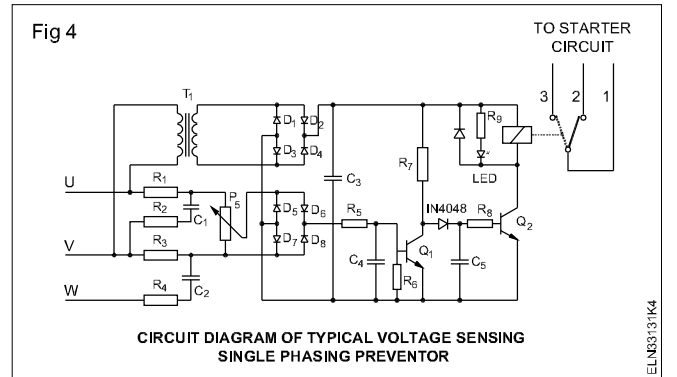 Fig 4
TO STARTER
CIRCUIT
3 2 1
T1
D1 D2
D3 D4
R9
LED
C3
R7
U
R1
P5
R2
C1
D5 D6
D7 D8
R5
IN4048
R8
Q2
V
R3
C4
Q1
C5
R6
C2
W
R4
CIRCUIT DIAGRAM OF TYPICAL VOLTAGE SENSING
SINGLE PHASING PREVENTOR
ELN33131K4